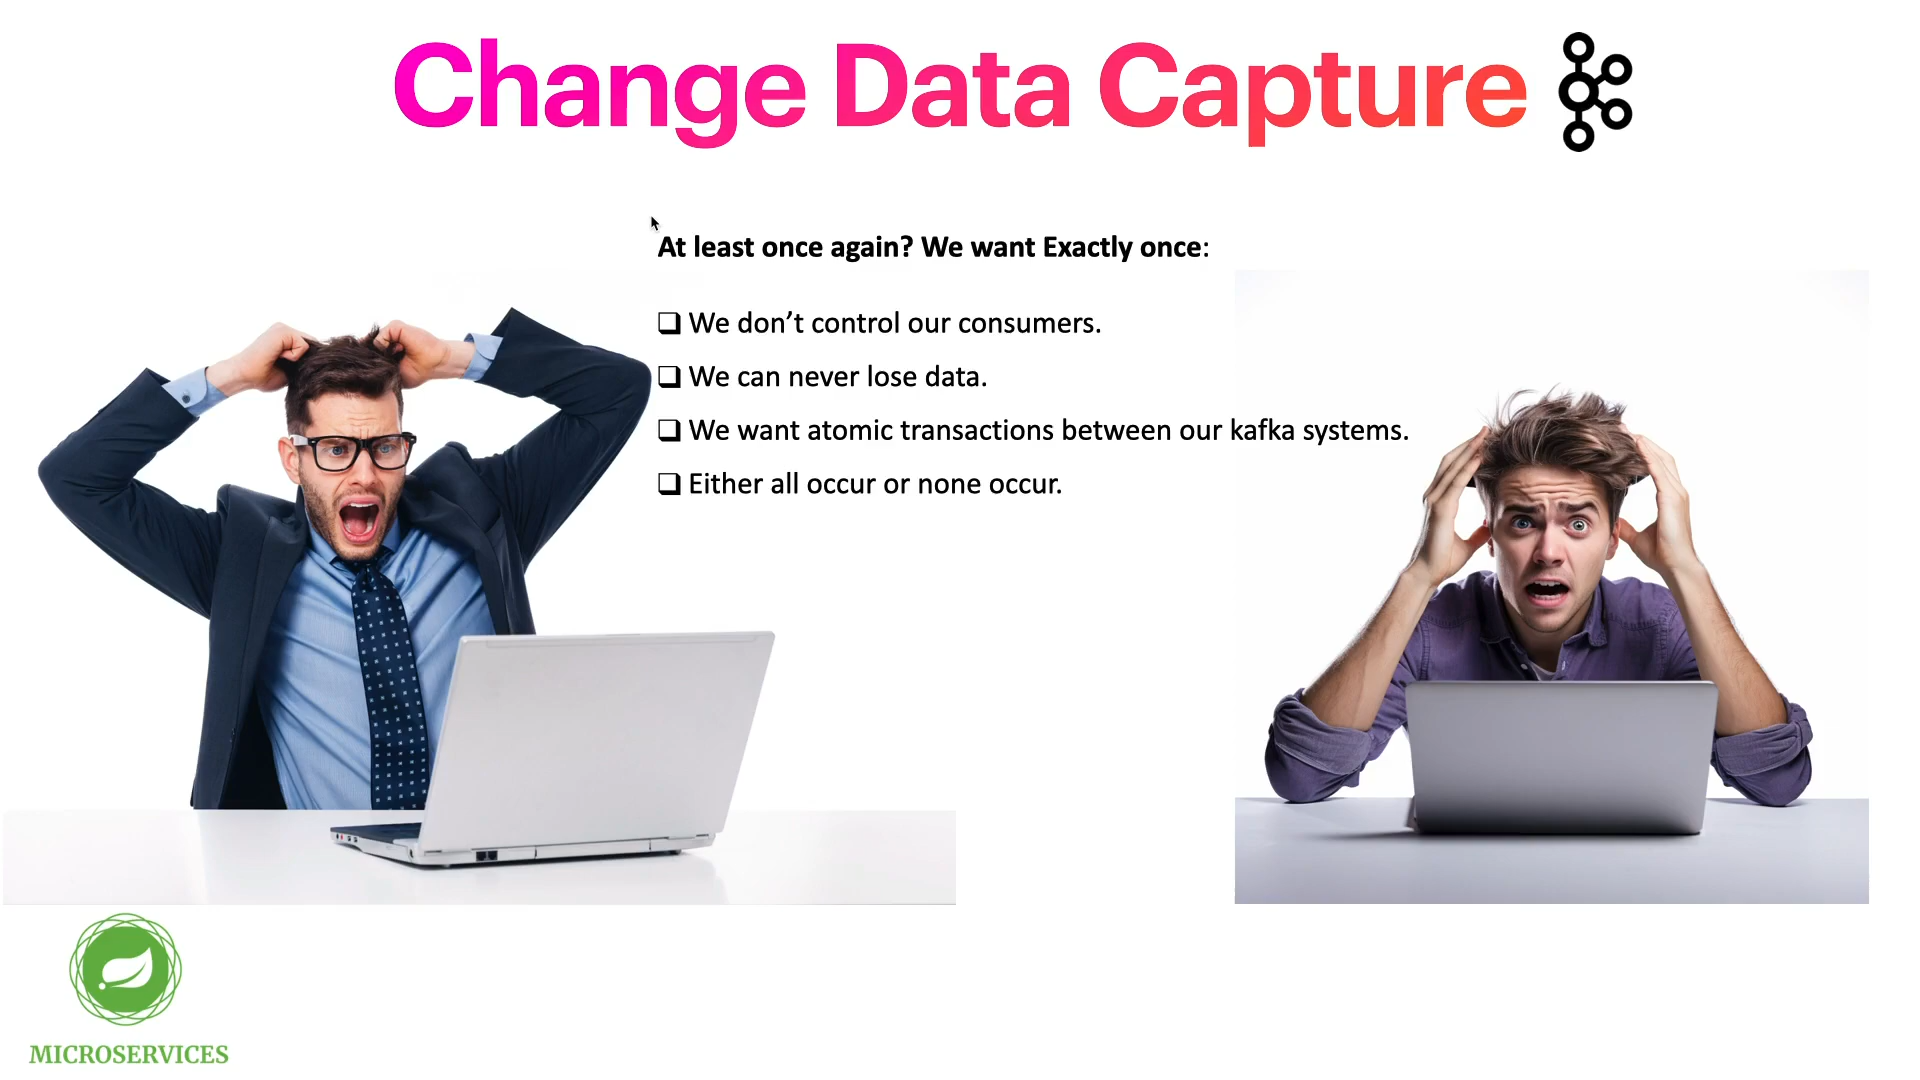 Change Data Capture
At least once again? We want Exactly once:
❑ We don’t control our consumers.
❑ We can never lose data.
❑ We want atomic transactions between our kafka systems.
❑ Either all occur or none occur.
MICROSERVICES